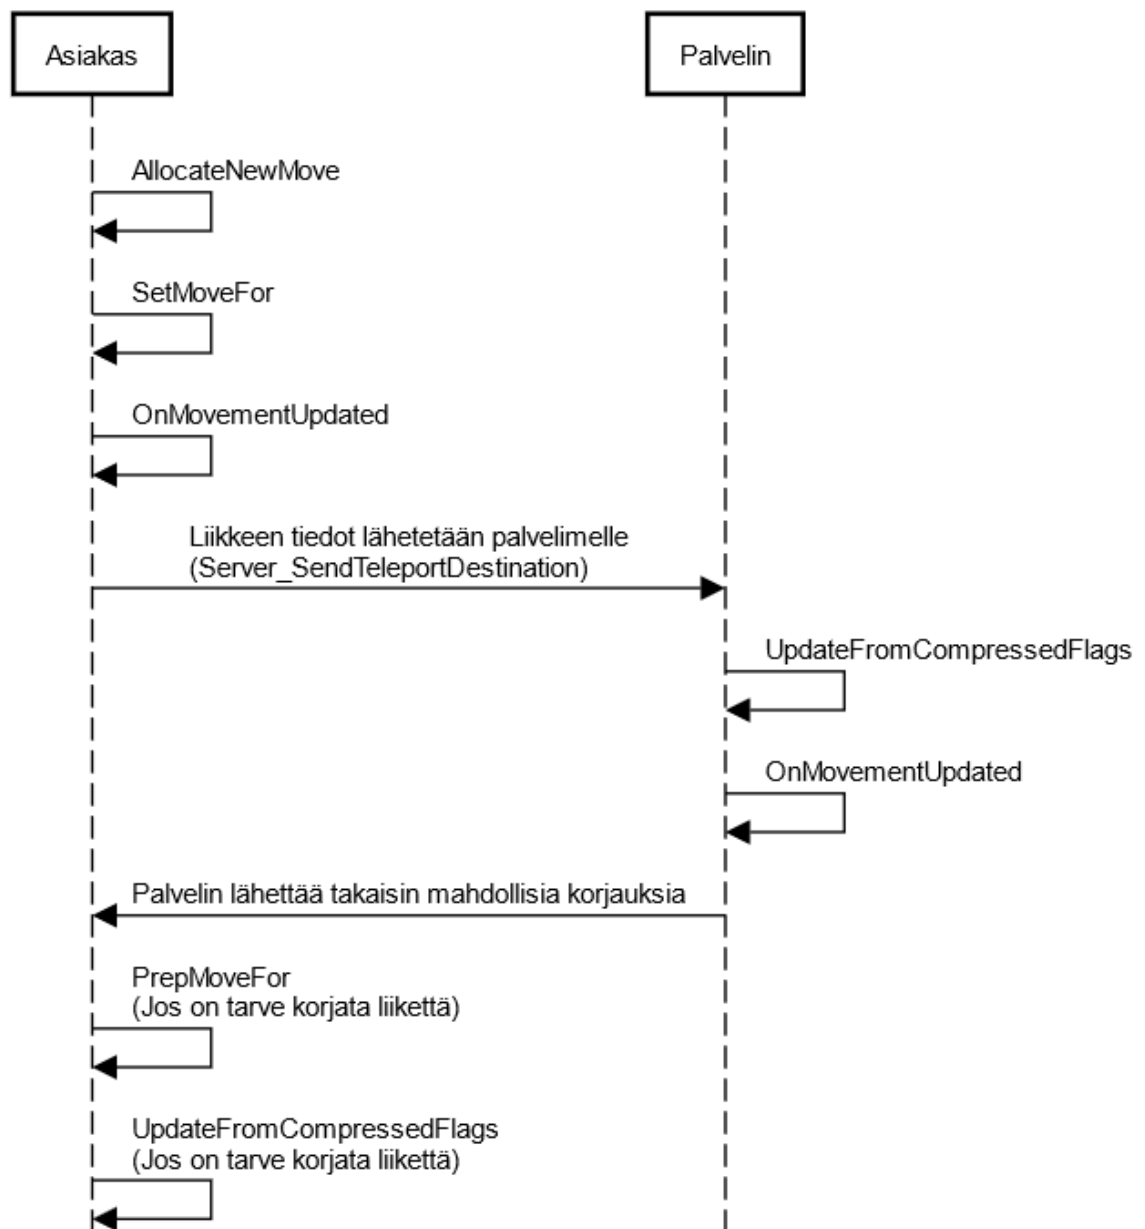 Asiakas
Palvelin
AllocateNewMove
SetMoveFor
OnMovementUpdated
Liikkeen tiedot lähetetään palvelimelle
(Server_SendTeleportDestination)
UpdateFromCompressedFlags
OnMovementUpdated
Palvelin lähettää takaisin mahdollisia korjauksia
PrepMoveFor
(Jos on tarve korjata liikettä)
UpdateFromCompressedFlags
(Jos on tarve korjata liikettä)